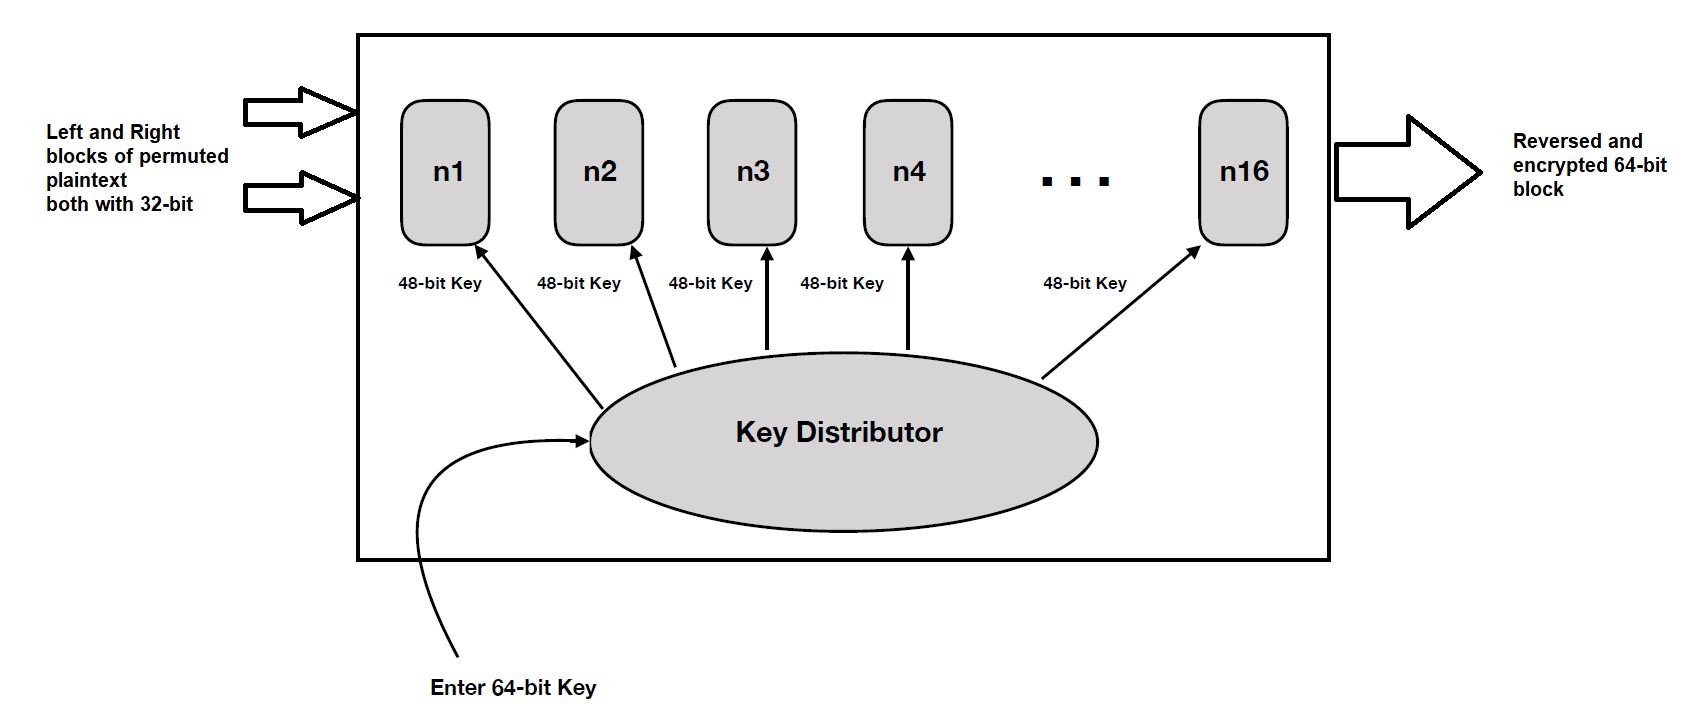 Left and Right
blocks of permuted
plaintext
both with 32-bit
n1
n2
n3
n4
...
n16
Reversed and
encrypted 64-bit
block
48-bit Key
48-bit Key
48-bit Key
48-bit Key
48-bit Key
Key Distributor
Enter 64-bit Key